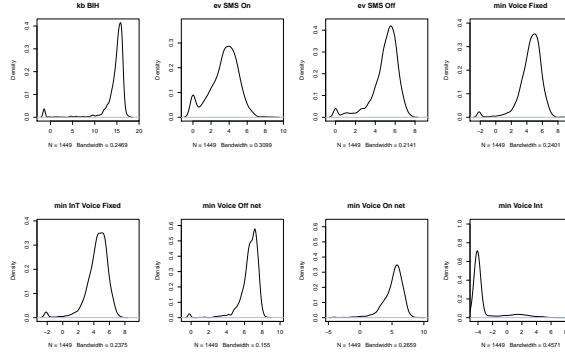 kb BIH
Density
0.0 0.1 0.2 0.3 0.4
0 5 10 15 20
N = 1449 Bandwidth = 0.2469
ev SMS On
Density
0.0 0.1 0.2 0.3
0 2 4 6 8 10
N = 1449 Bandwidth = 0.3099
ev SMS Off
Density
0.0 0.1 0.2 0.3 0.4
0 2 4 6 8
N = 1449 Bandwidth = 0.2141
min Voice Fixed
Density
0.0 0.1 0.2 0.3 0.4
−2 0 2 4 6 8
N = 1449 Bandwidth = 0.2401
min InT Voice Fixed
Density
0.0 0.1 0.2 0.3 0.4
−2 0 2 4 6 8
N = 1449 Bandwidth = 0.2375
min Voice Off net
Density
0.0 0.1 0.2 0.3 0.4 0.5 0.6
0 2 4 6 8 10
N = 1449 Bandwidth = 0.155
min Voice On net
Density
0.0 0.1 0.2 0.3 0.4 0.5 0.6
−5 0 5 10
N = 1449 Bandwidth = 0.2659
min Voice Int
Density
0.0 0.2 0.4 0.6 0.8 1.0
−4 −2 0 2 4 6 8
N = 1449 Bandwidth = 0.4571